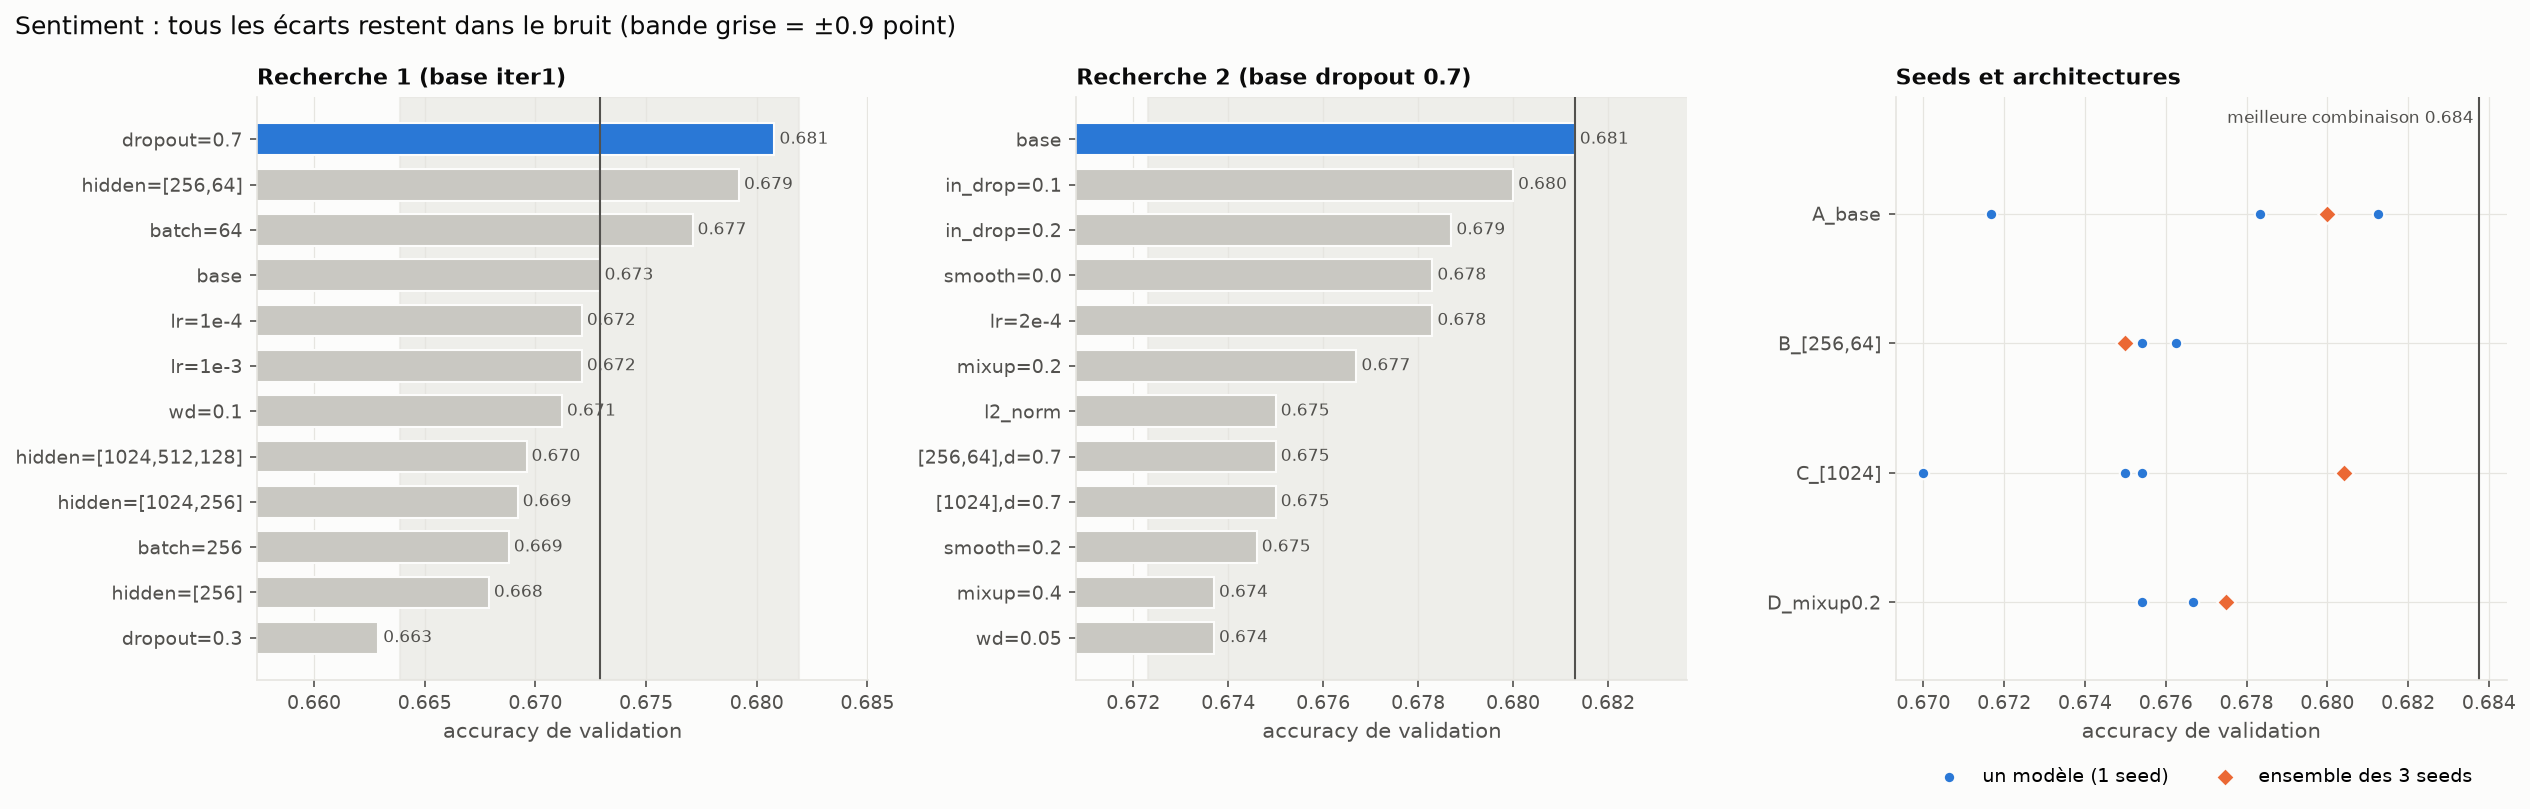 Sentiment : tous les écarts restent dans le bruit (bande grise = ±0.9 point)
Recherche 1 (base iter1)
dropout=0.7
0.681
hidden=[256,64]
0.679
batch=64
0.677
base
0.673
lr=1e-4
0.672
lr=1e-3
0.672
wd=0.1
0.671
hidden=[1024,512,128]
0.670
hidden=[1024,256]
0.669
batch=256
0.669
hidden=[256]
0.668
dropout=0.3
0.663
0.660 0.665 0.670 0.675 0.680 0.685
accuracy de validation
Recherche 2 (base dropout 0.7)
base
0.681
in_drop=0.1
0.680
in_drop=0.2
0.679
smooth=0.0
0.678
lr=2e-4
0.678
mixup=0.2
0.677
l2_norm
0.675
[256,64],d=0.7
0.675
[1024],d=0.7
0.675
smooth=0.2
0.675
mixup=0.4
0.674
wd=0.05
0.674
0.672 0.674 0.676 0.678 0.680 0.682
accuracy de validation
Seeds et architectures
meilleure combinaison 0.684
A_base
B_[256,64]
C_[1024]
D_mixup0.2
0.670 0.672 0.674 0.676 0.678 0.680 0.682 0.684
accuracy de validation
un modèle (1 seed)
ensemble des 3 seeds